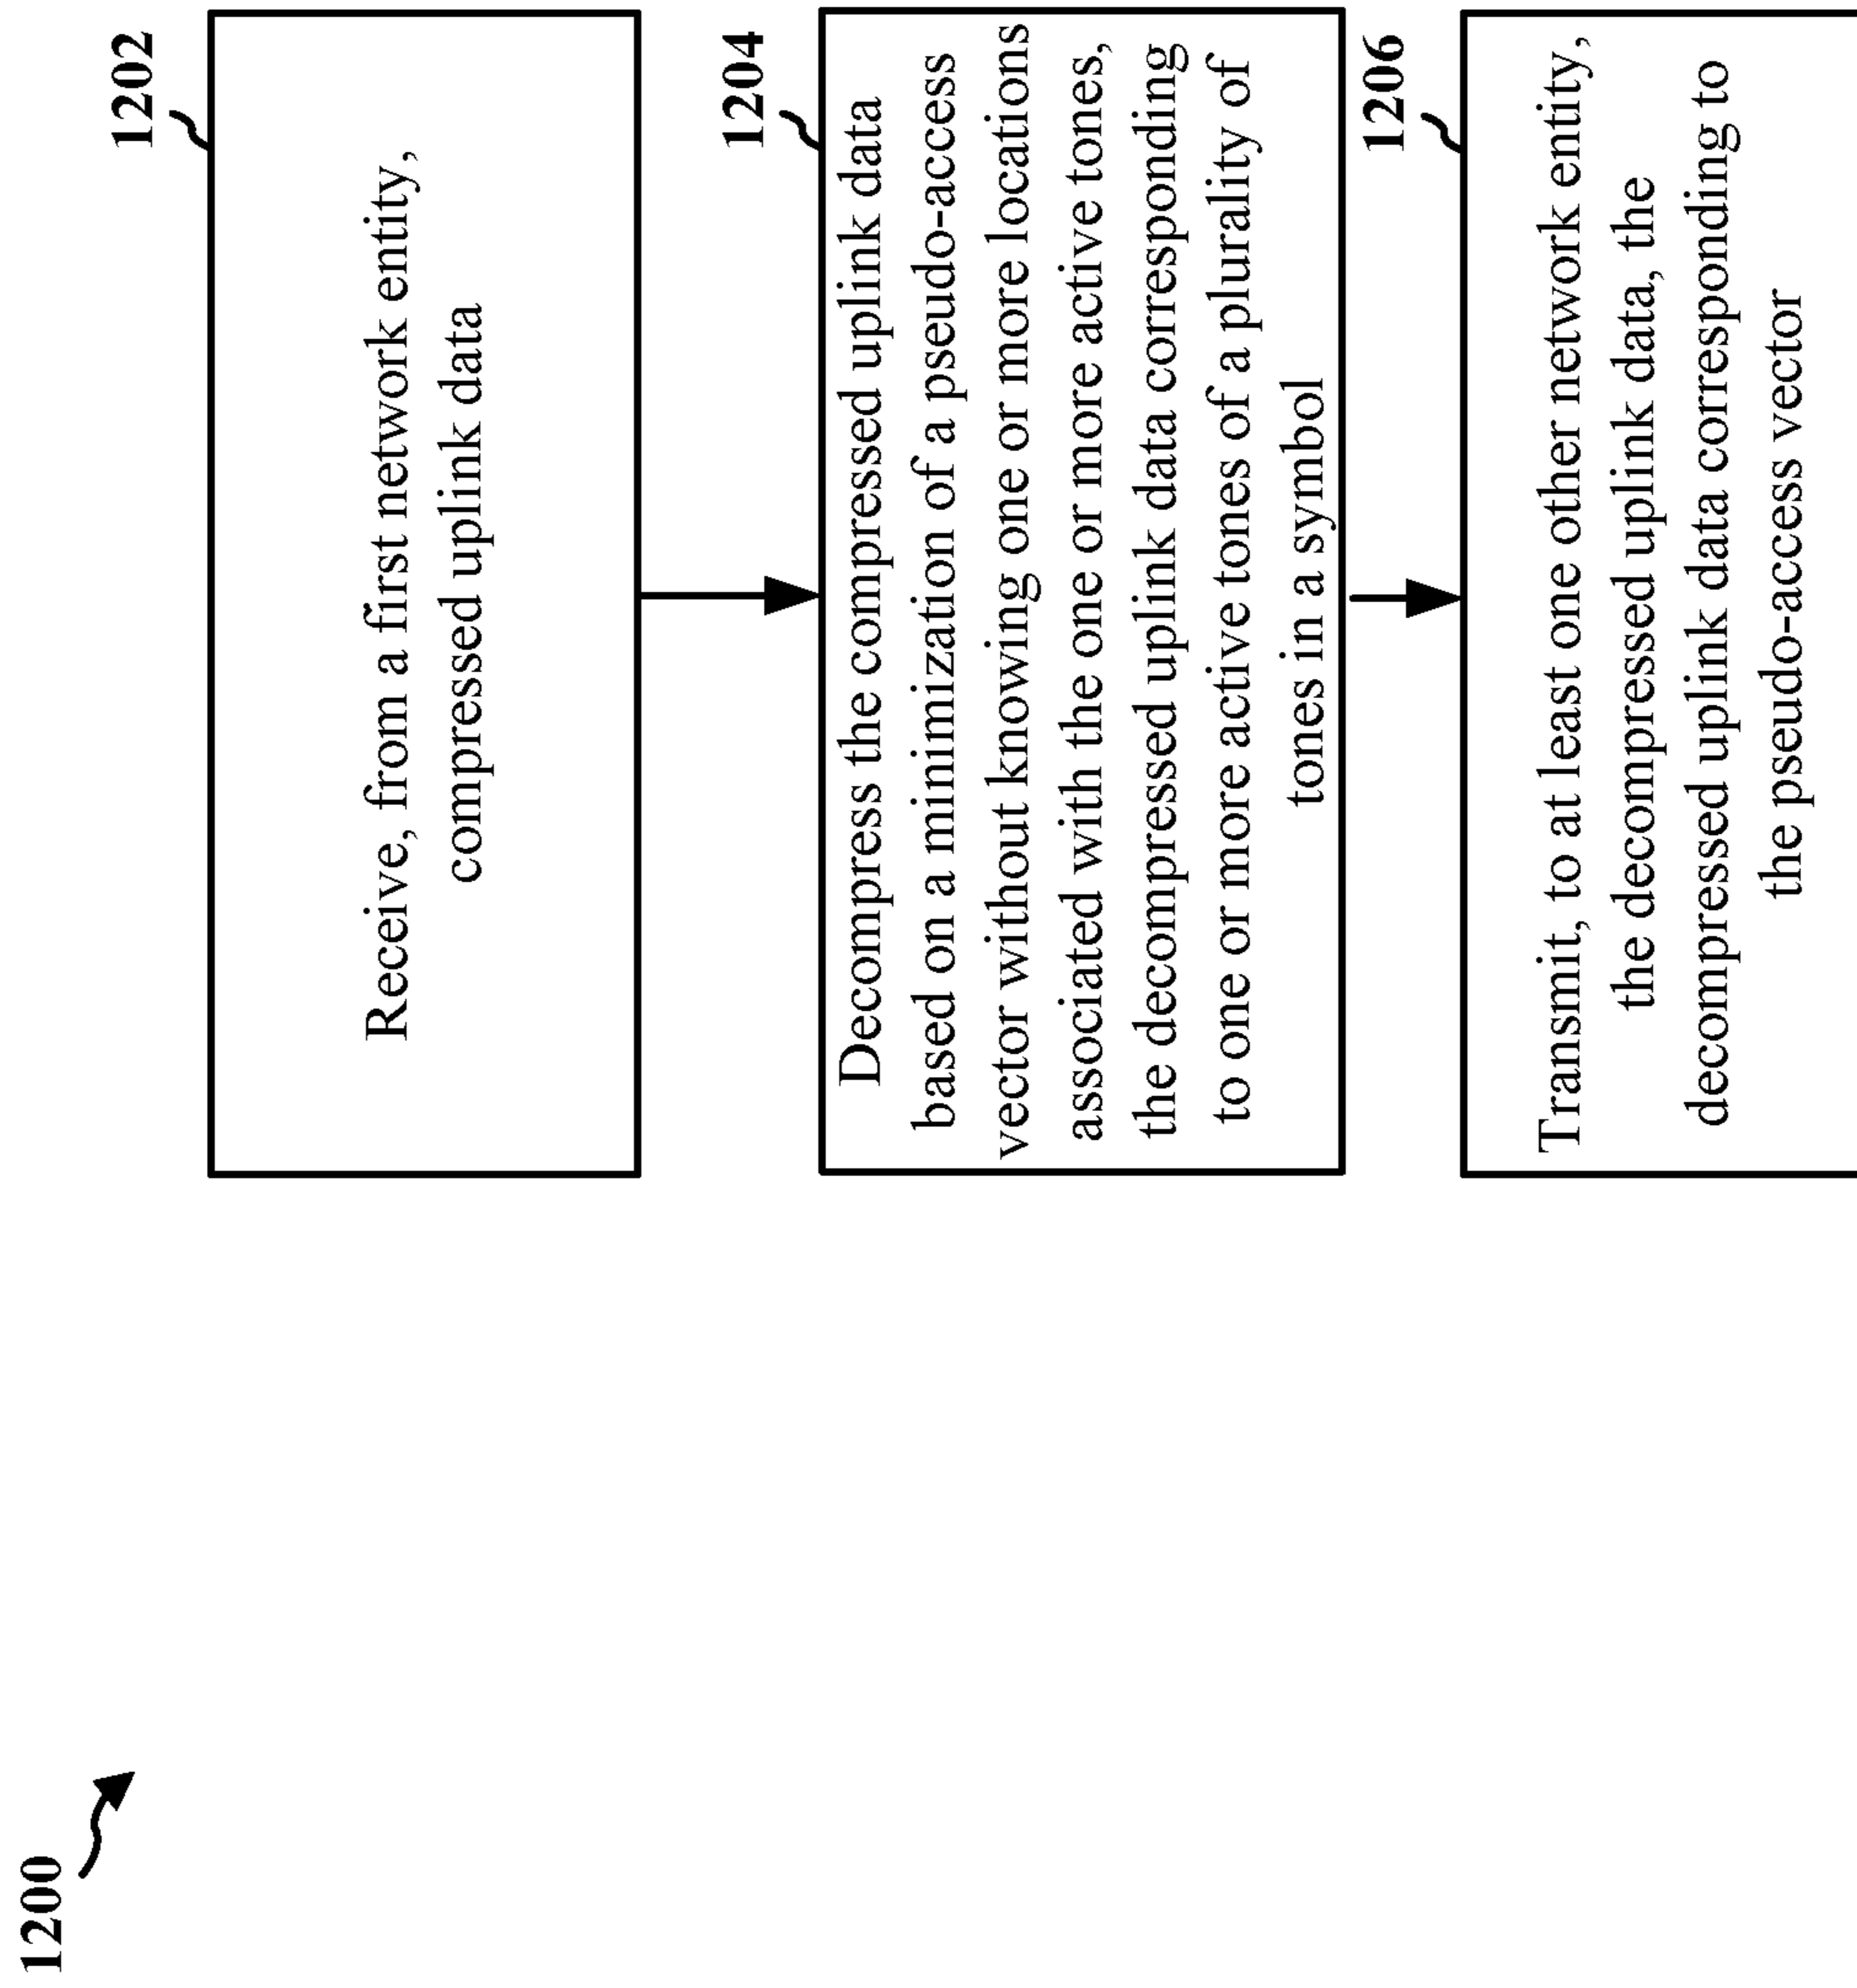 1200
1202
Receive, from a first network entity,
compressed uplink data
1204
Decompress the compressed uplink data
based on a minimization of a pseudo-access
vector without knowing one or more locations
associated with the one or more active tones,
the decompressed uplink data corresponding
to one or more active tones of a plurality of
tones in a symbol
1206
Transmit, to at least one other network entity,
the decompressed uplink data, the
decompressed uplink data corresponding to
the pseudo-access vector